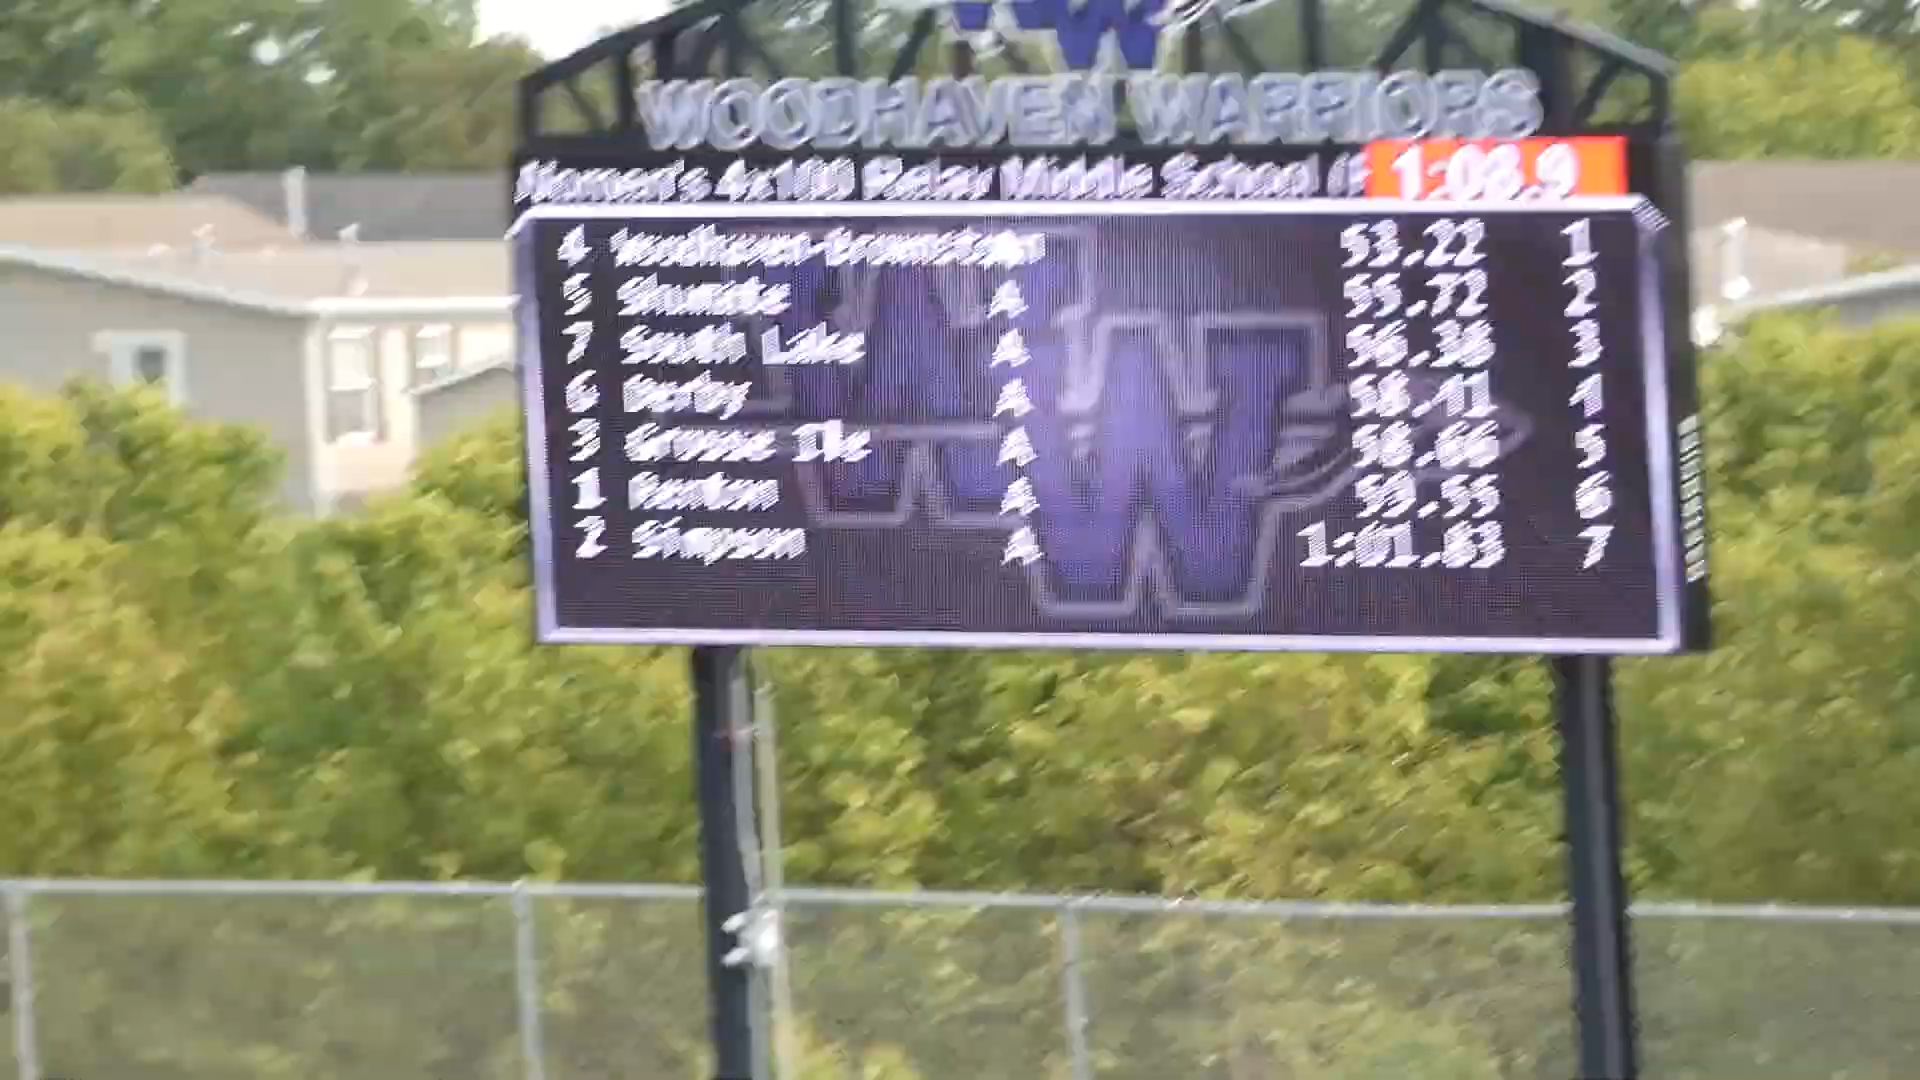 W
WOODHAVEN WARRIORS
Women's 4x100 Relay Middle School 1:03.9
4 Woodhaven-Brownstown A 53.22 1
5 Shumate A 55.72 2
7 South Lake A 56.36 3
6 Derby A 58.41 4
3 Grosse Ile A 58.66 5
1 Renton A 59.55 6
2 Simpson A 1:01.83 7
W